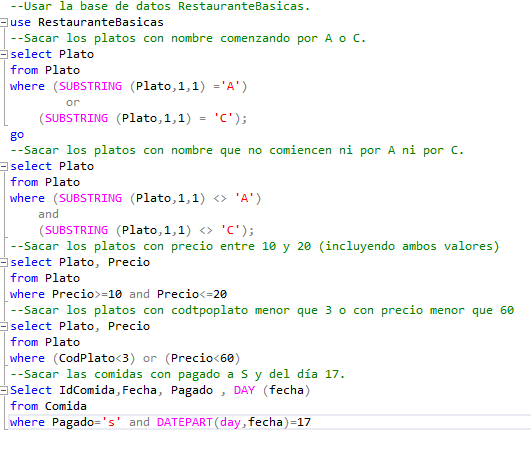 --Usar la base de datos RestauranteBasicas.
use RestauranteBasicas
--Sacar los platos con nombre comenzando por A o C.
select Plato
from Plato
where (SUBSTRING (Plato,1,1) ='A')
or
(SUBSTRING (Plato,1,1) = 'C');
go
--Sacar los platos con nombre que no comiencen ni por A ni por C.
select Plato
from Plato
where (SUBSTRING (Plato,1,1) <> 'A')
and
(SUBSTRING (Plato,1,1) <> 'C');
--Sacar los platos con precio entre 10 y 20 (incluyendo ambos valores)
select Plato, Precio
from Plato
where Precio>=10 and Precio<=20
--Sacar los platos con codtpoplato menor que 3 o con precio menor que 60
select Plato, Precio
from Plato
where (CodPlato<3) or (Precio<60)
--Sacar las comidas con pagado a S y del día 17.
Select IdComida,Fecha, Pagado , DAY (fecha)
from Comida
where Pagado='s' and DATEPART(day,fecha)=17